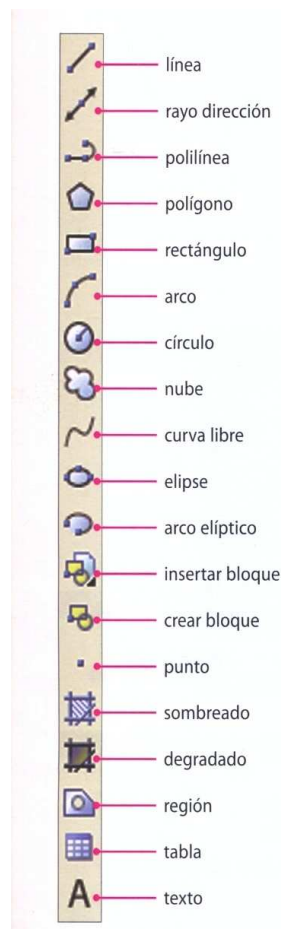 línea
rayo dirección
polilínea
polígono
rectángulo
arco
círculo
nube
curva libre
elipse
arco elíptico
insertar bloque
crear bloque
punto
sombreado
degradado
región
tabla
A texto